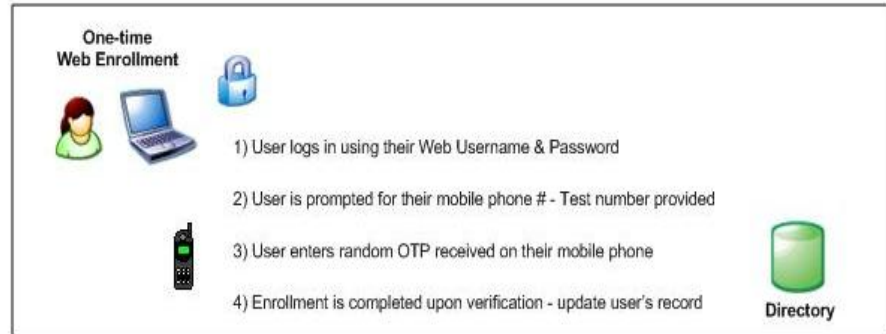 One-time
Web Enrollment
1) User logs in using their Web Username & Password
2) User is prompted for their mobile phone # - Test number provided
3) User enters random OTP received on their mobile phone
4) Enrollment is completed upon verification - update user's record
Directory